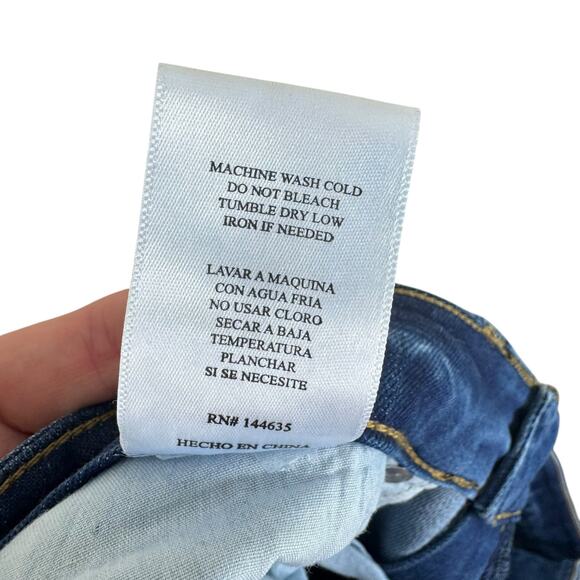 MACHINE WASH COLD
DO NOT BLEACH
TUMBLE DRY LOW
IRON IF NEEDED
LAVAR A MAQUINA
CON AGUA FRIA
NO USAR CLORO
SECAR A BAJA
TEMPERATURA
PLANCHAR
SI SE NECESITE
RN# 144635
HECHO EN CHINA